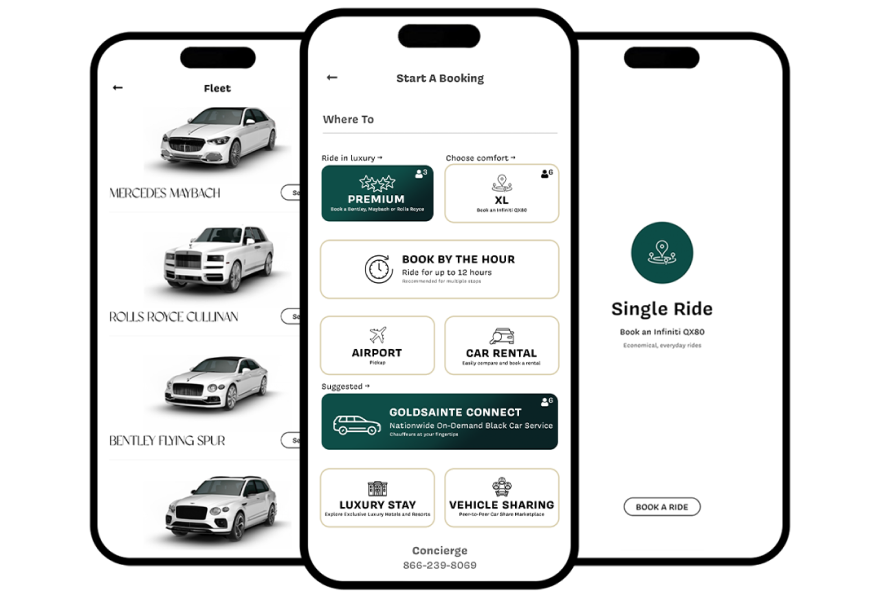 Fleet
MERCEDES MAYBACH
ROLLS ROYCE CULLINAN
BENTLEY FLYING SPUR
Start A Booking
Where To
Ride in luxury →
Choose comfort →
3
PREMIUM
Book a Bentley, Maybach or Rolls Royce
6
XL
Book an Infiniti QX80
BOOK BY THE HOUR
Ride for up to 12 hours
Recommended for multiple stops
AIRPORT
Pickup
CAR RENTAL
Easily compare and book a rental
Suggested →
6
GOLDSAINTE CONNECT
Nationwide On-Demand Black Car Service
Chauffeurs at your fingertips
LUXURY STAY
Explore Exclusive Luxury Hotels and Resorts
VEHICLE SHARING
Peer-to-Peer Car Share Marketplace
Concierge
866-239-8069
Single Ride
Book an Infiniti QX80
Economical, everyday rides
BOOK A RIDE